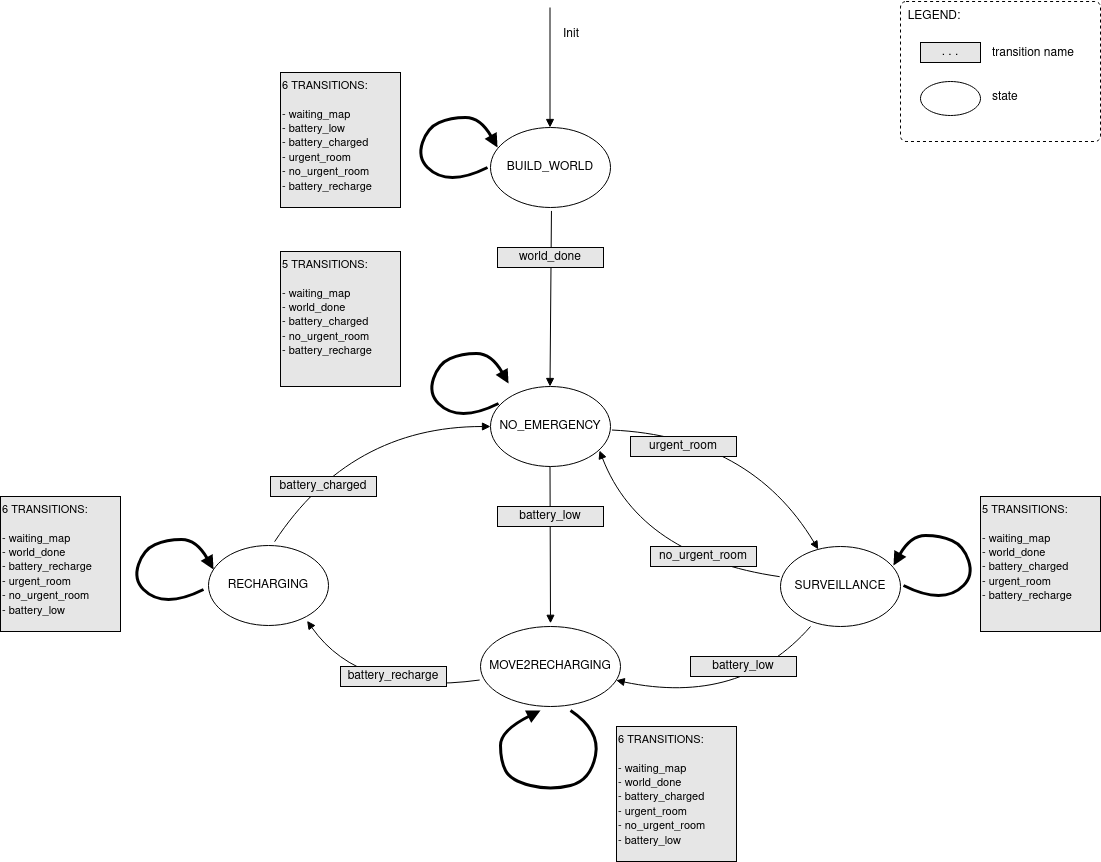 LEGEND:
. . .
transition name
state
Init
6 TRANSITIONS:
- waiting_map
- battery_low
- battery_charged
- urgent_room
- no_urgent_room
- battery_recharge
BUILD_WORLD
world_done
5 TRANSITIONS:
- waiting_map
- world_done
- battery_charged
- no_urgent_room
- battery_recharge
NO_EMERGENCY
urgent_room
battery_charged
battery_low
no_urgent_room
6 TRANSITIONS:
- waiting_map
- world_done
- battery_recharge
- urgent_room
- no_urgent_room
- battery_low
RECHARGING
SURVEILLANCE
5 TRANSITIONS:
- waiting_map
- world_done
- battery_charged
- urgent_room
- battery_recharge
battery_recharge
MOVE2RECHARGING
battery_low
6 TRANSITIONS:
- waiting_map
- world_done
- battery_charged
- urgent_room
- no_urgent_room
- battery_low